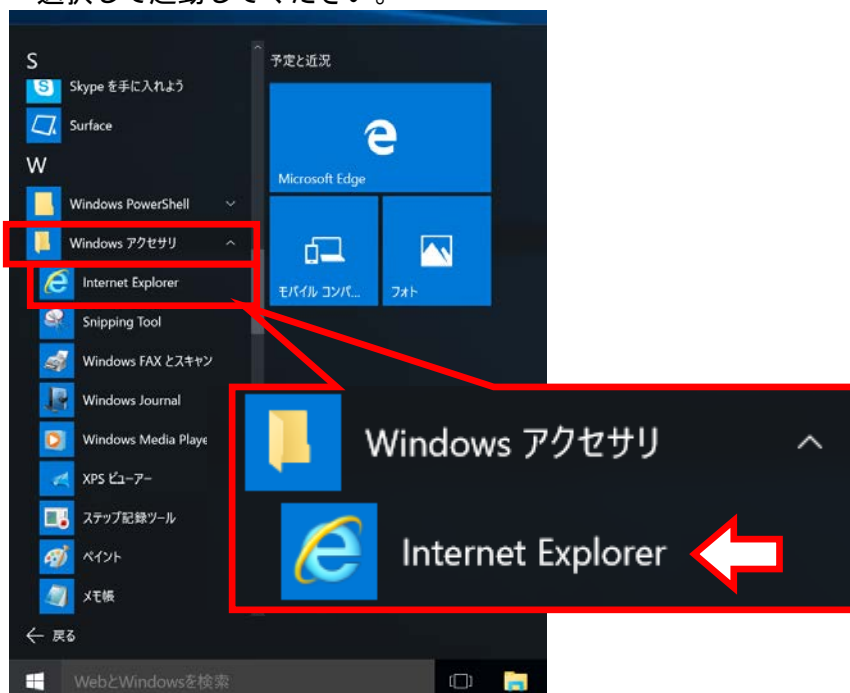 選択して起動してください。
S
予定と近況
Skype を手に入れよう
Surface
W
Microsoft Edge
Windows PowerShell
Windows アクセサリ
Internet Explorer
モバイル コンパ...
フォト
Snipping Tool
Windows FAX とスキャン
Windows Journal
Windows Media Playe
XPS ビューアー
ステップ記録ツール
ペイント
メモ帳
Windows アクセサリ
Internet Explorer
戻る
WebとWindowsを検索